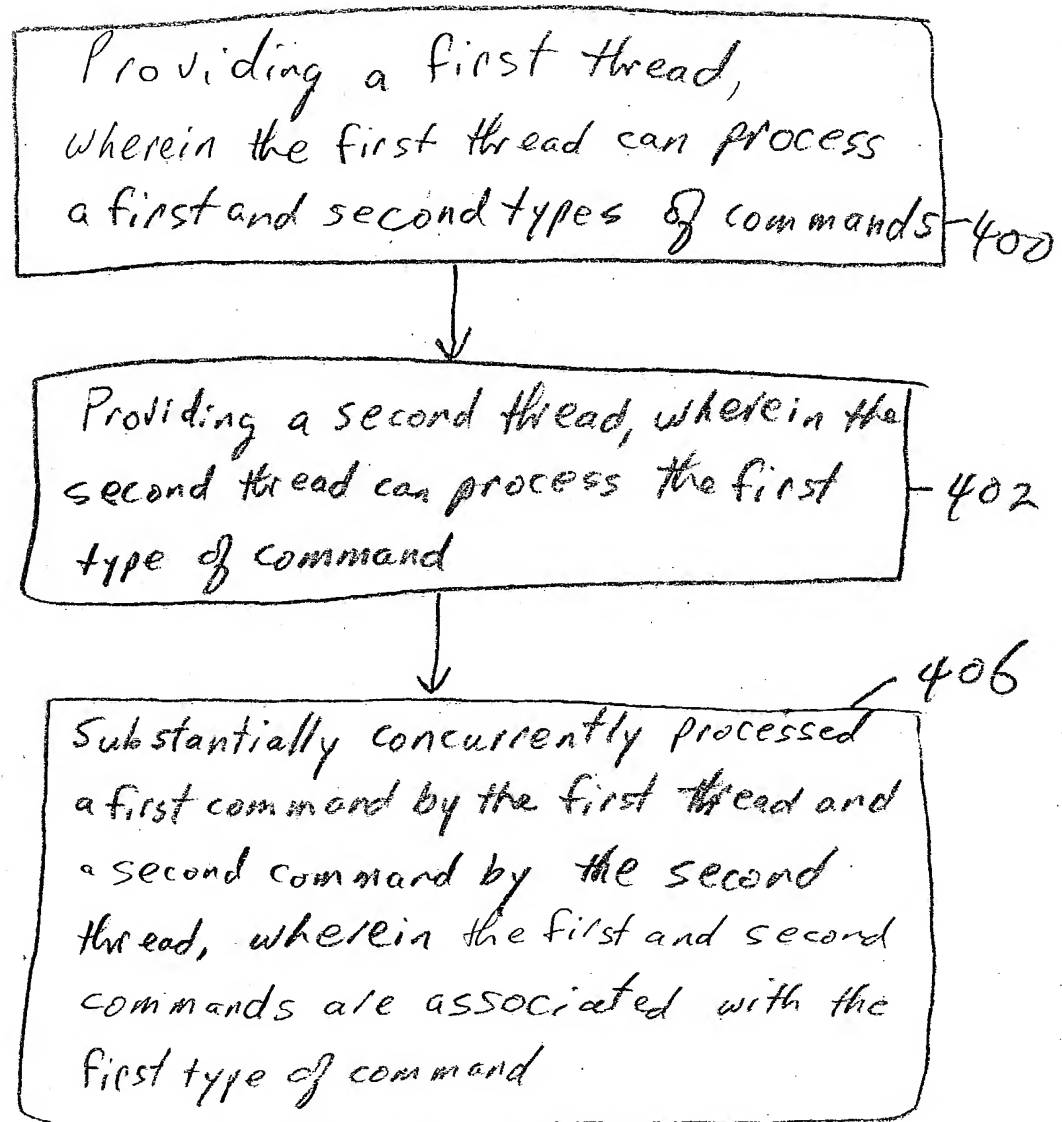 Providing a first thread,
wherein the first thread can process
a first and second types of commands 400
Providing a second thread, wherein the
second thread can process the first
type of command
402
406
Substantially concurrently processed
a first command by the first thread and
a second command by the second
thread, wherein the first and second
commands are associated with the
first type of command